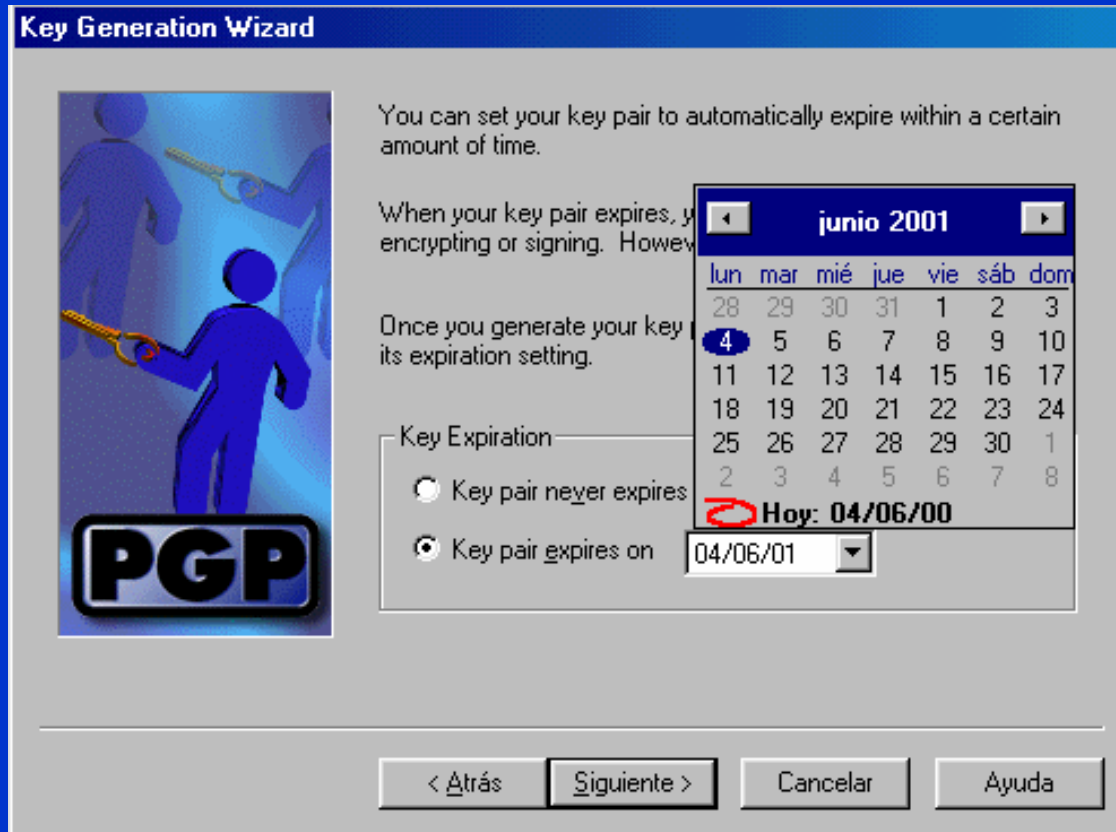 Key Generation Wizard
You can set your key pair to automatically expire within a certain
amount of time.
When your key pair expires, y
encrypting or signing. Howev
Once you generate your key p
its expiration setting.
junio 2001
lun mar mié jue vie sáb dom
28 29 30 31 1 2 3
4 5 6 7 8 9 10
11 12 13 14 15 16 17
18 19 20 21 22 23 24
25 26 27 28 29 30 1
2 3 4 5 6 7 8
Hoy: 04/06/00
Key Expiration
Key pair never expires
Key pair expires on 04/06/01
PGP
< Atrás Siguiente > Cancelar Ayuda